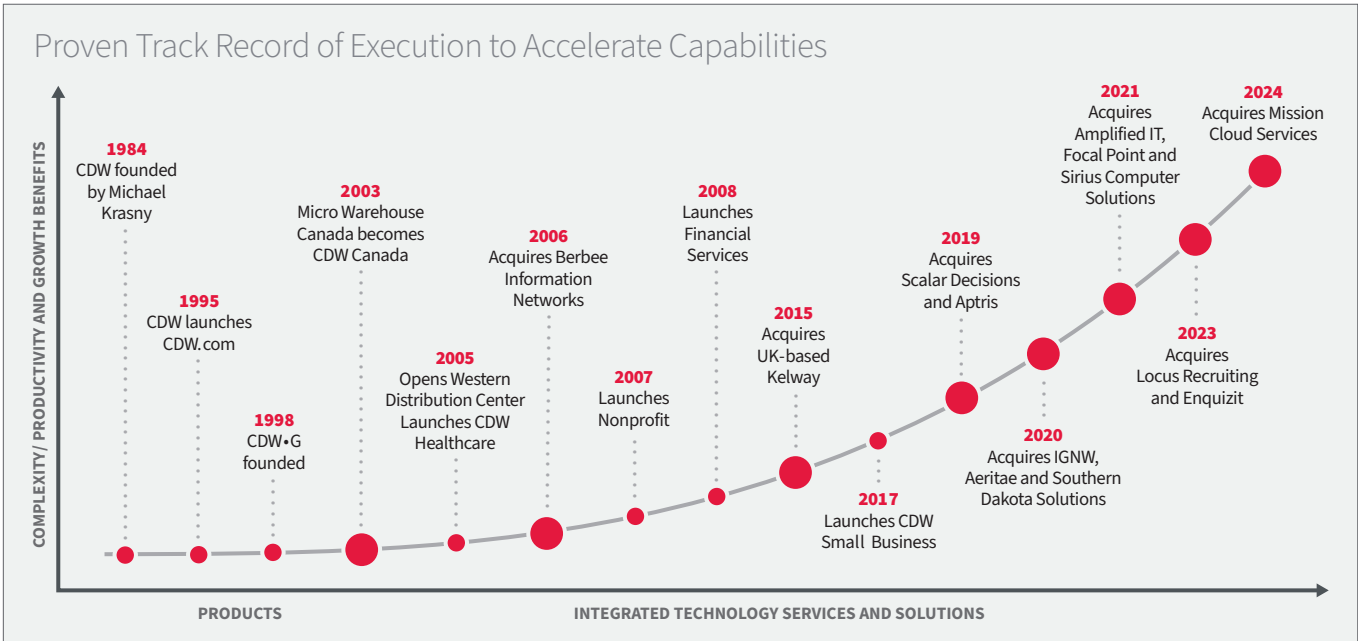 Proven Track Record of Execution to Accelerate Capabilities
COMPLEXITY/ PRODUCTIVITY AND GROWTH BENEFITS
1984
CDW founded
by Michael
Krasny
1995
CDW launches
CDW.com
1998
CDW•G
founded
2003
Micro Warehouse
Canada becomes
CDW Canada
2005
Opens Western
Distribution Center
Launches CDW
Healthcare
2006
Acquires Berbee
Information
Networks
2007
Launches
Nonprofit
2008
Launches
Financial
Services
2015
Acquires
UK-based
Kelway
2017
Launches CDW
Small Business
2019
Acquires
Scalar Decisions
and Aptris
2020
Acquires IGNW,
Aeritae and Southern
Dakota Solutions
2021
Acquires
Amplified IT,
Focal Point and
Sirius Computer
Solutions
2023
Acquires
Locus Recruiting
and Enquizit
2024
Acquires Mission
Cloud Services
PRODUCTS
INTEGRATED TECHNOLOGY SERVICES AND SOLUTIONS